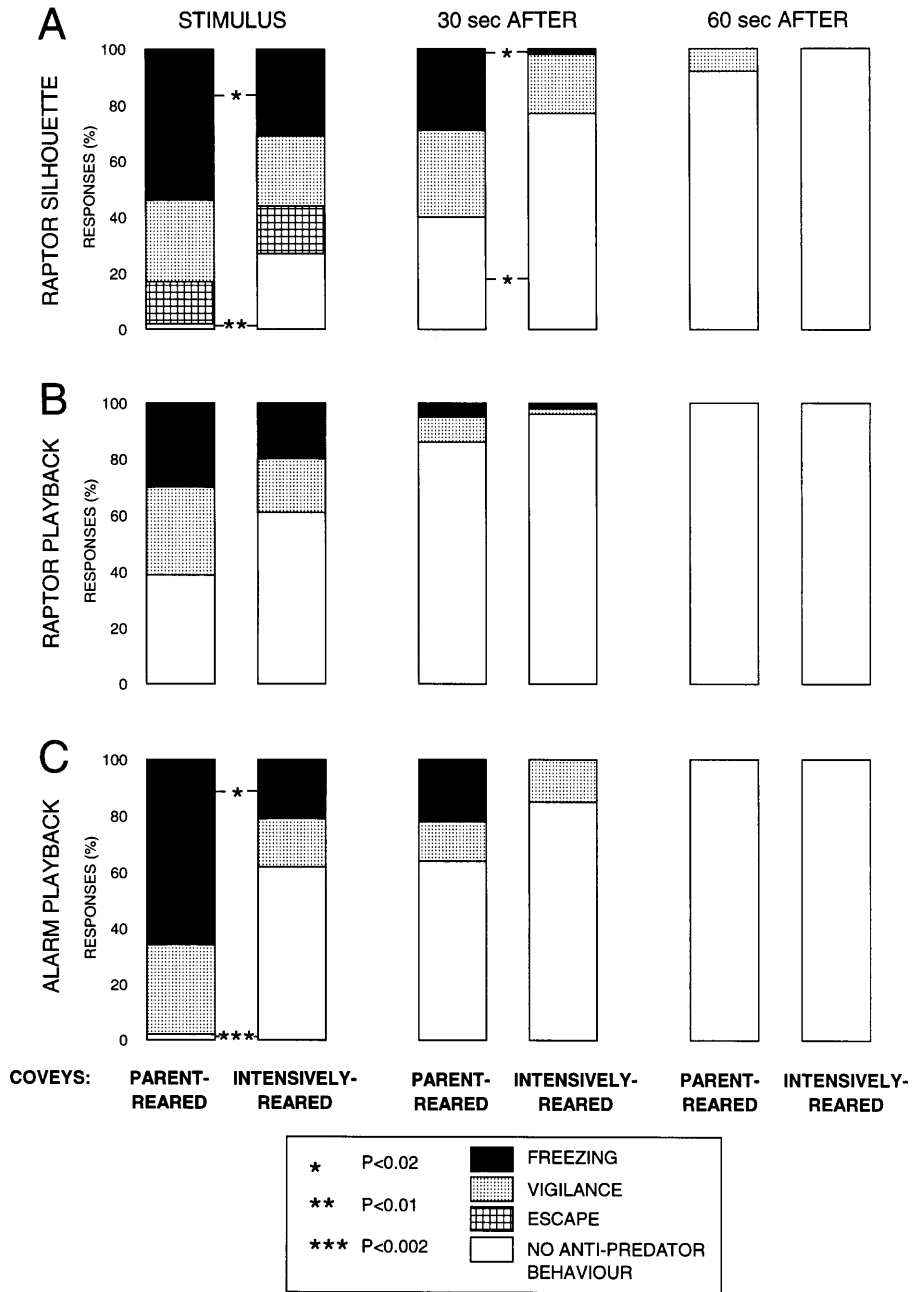 STIMULUS 30 sec AFTER 60 sec AFTER
A
RAPTOR SILHOUETTE
RESPONSES (%)
100
80
60
40
20
0
*
**
*
*
B
RAPTOR PLAYBACK
RESPONSES (%)
100
80
60
40
20
0
C
ALARM PLAYBACK
RESPONSES (%)
100
80
60
40
20
0
*
***
COVEYS: PARENT- INTENSIVELY- PARENT- INTENSIVELY- PARENT- INTENSIVELY-
REARED REARED REARED REARED REARED REARED
* P<0.02 FREEZING
** P<0.01 VIGILANCE
*** P<0.002 ESCAPE
NO ANTI-PREDATOR
BEHAVIOUR